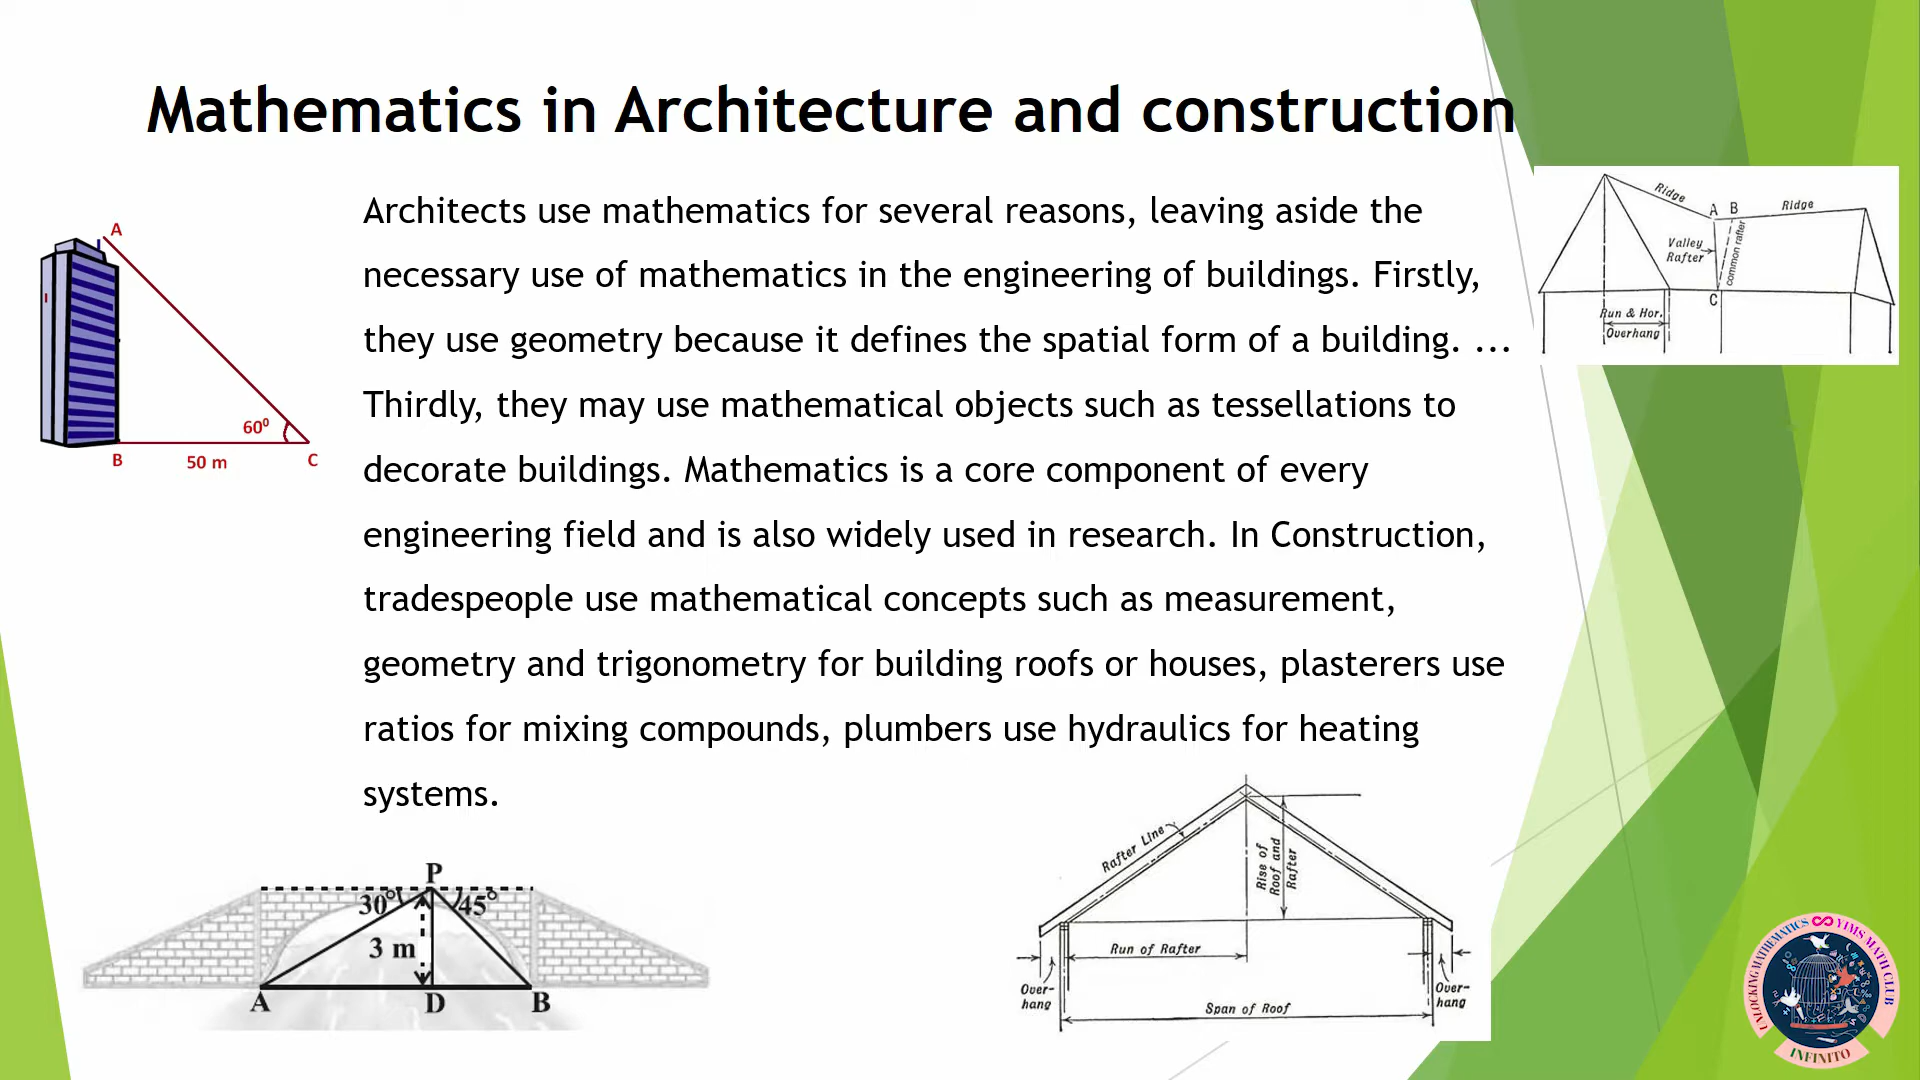 Mathematics in Architecture and construction
Architects use mathematics for several reasons, leaving aside the
necessary use of mathematics in the engineering of buildings. Firstly,
they use geometry because it defines the spatial form of a building. ...
Thirdly, they may use mathematical objects such as tessellations to
decorate buildings. Mathematics is a core component of every
engineering field and is also widely used in research. In Construction,
tradespeople use mathematical concepts such as measurement,
geometry and trigonometry for building roofs or houses, plasterers use
ratios for mixing compounds, plumbers use hydraulics for heating
systems.
A
60⁰
B
50 m
C
Ridge
A B
Ridge
Valley
Rafter
common rafter
C
Run & Hor.
Overhang
P
30°
45°
3 m
A
D
B
Rafter Line
Rise of
Roof and
Rafter
Run of Rafter
Over-
hang
Over-
hang
Span of Roof
UNLOCKING MATHEMATICS ∞ YIMS MATH CLUB
INFINITO